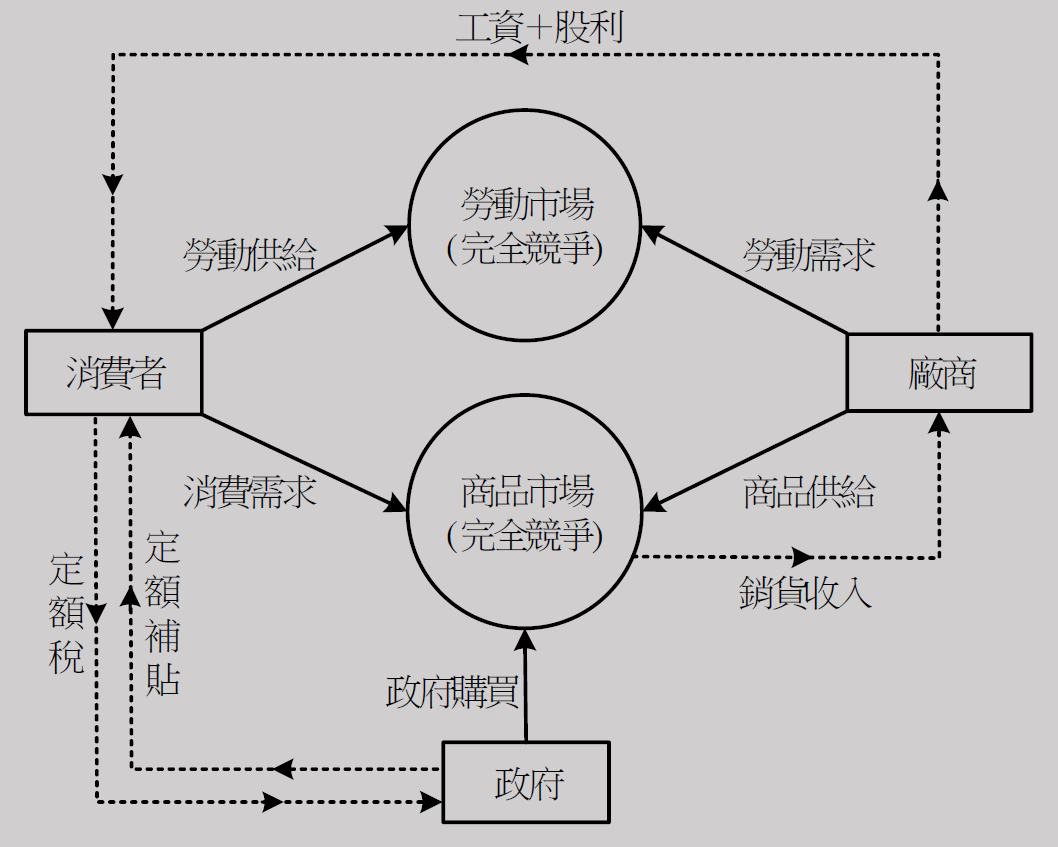 工資＋股利
勞動市場
(完全競爭)
勞動供給
勞動需求
消費者
廠商
消費需求
商品市場
(完全競爭)
商品供給
銷貨收入
定額稅
定額補貼
政府購買
政府